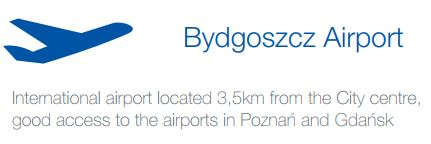 Bydgoszcz Airport
International airport located 3,5km from the City centre,
good access to the airports in Poznań and Gdańsk